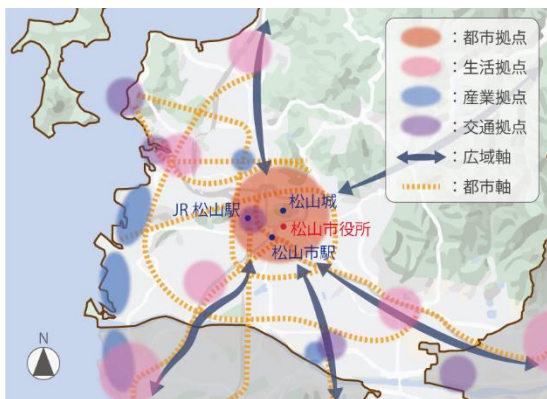 ：都市拠点
：生活拠点
：産業拠点
：交通拠点
：広域軸
：都市軸
松山城
JR 松山駅
松山市役所
松山市駅
N